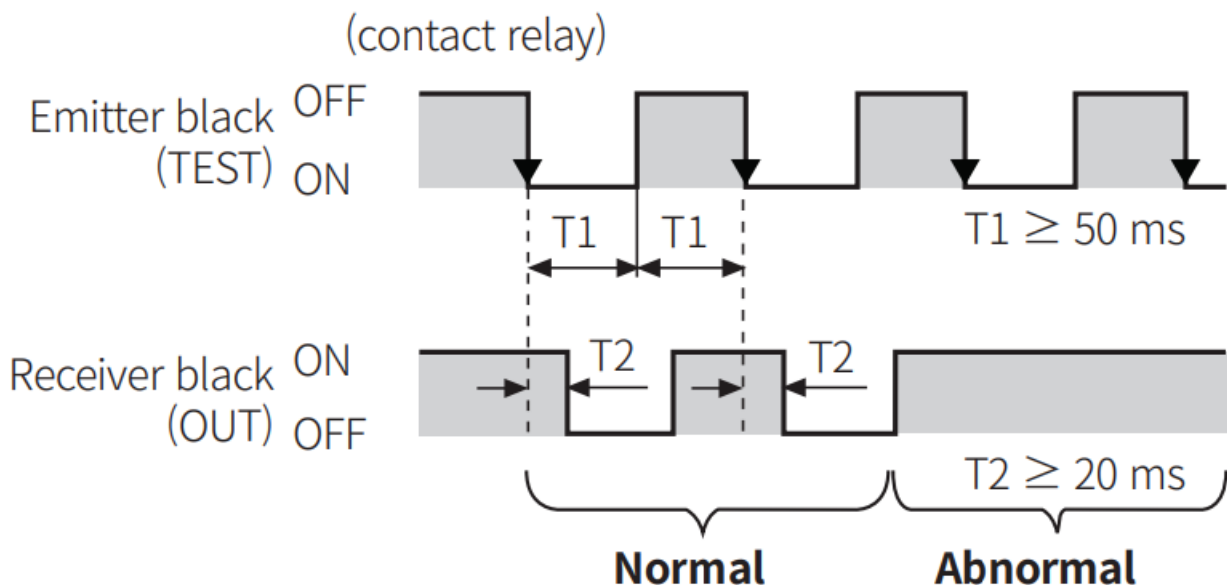 (contact relay)
Emitter black
(TEST)
OFF
ON
T1
T1
T1 ≧ 50 ms
Receiver black
(OUT)
ON
OFF
T2
T2
T2 ≧ 20 ms
Normal
Abnormal